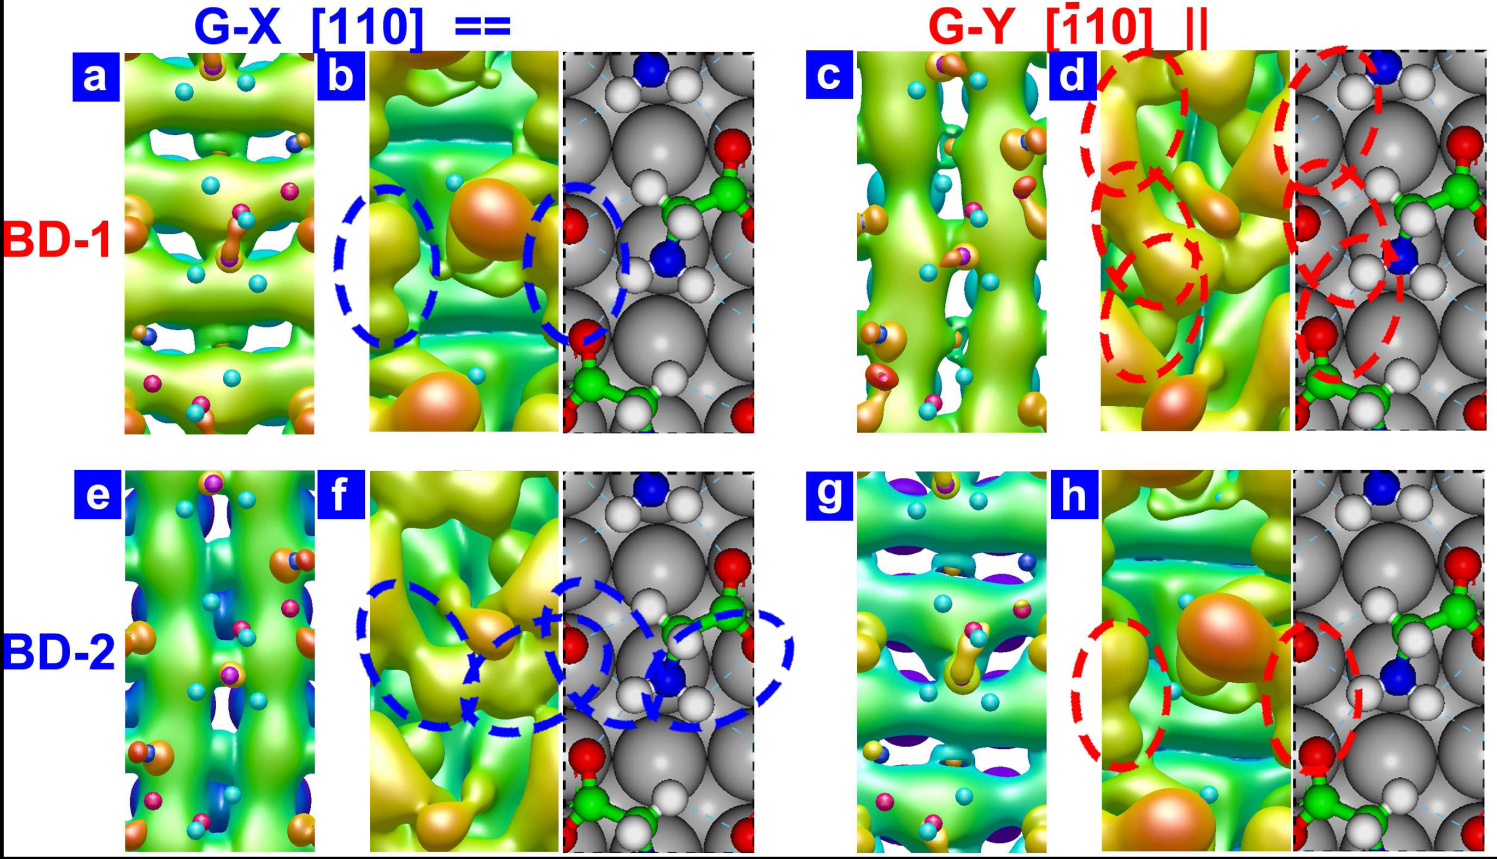 G-X [110] ==
G-Y [1̄10] ||
a
b
c
d
BD-1
e
f
g
h
BD-2